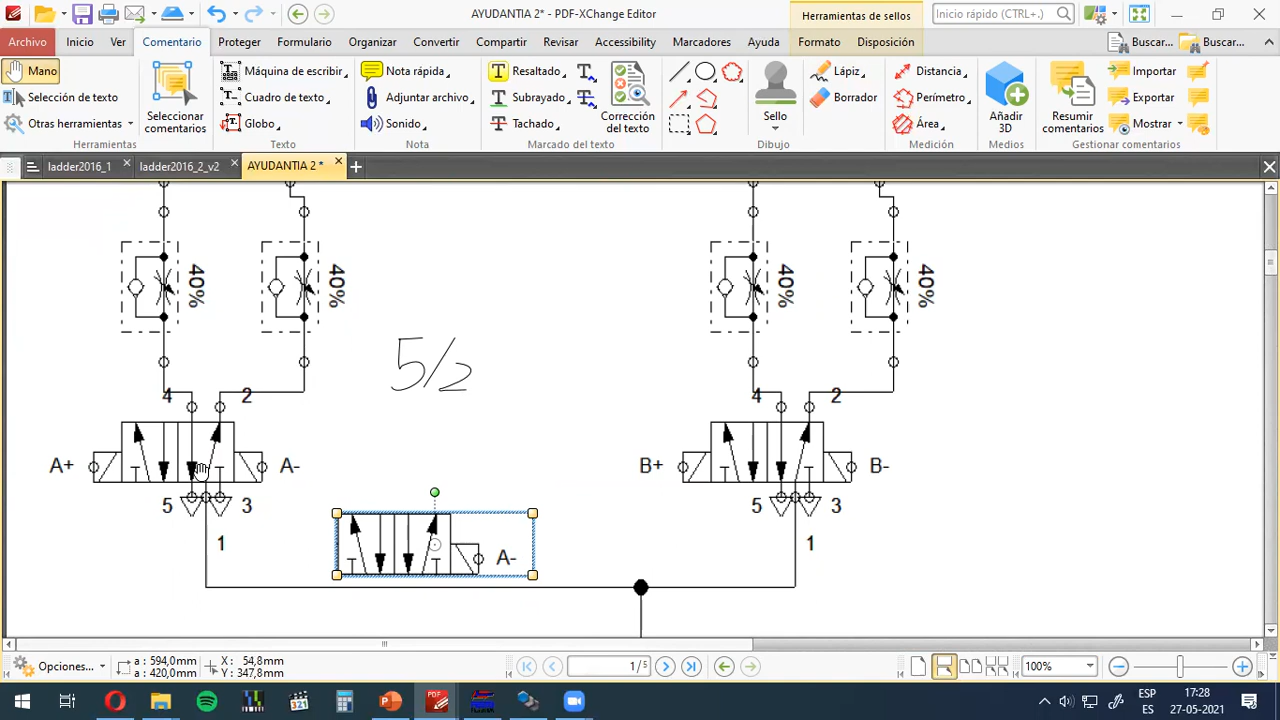 AYUDANTIA 2 - PDF-XChange Editor
Herramientas de sellos
Inicio rápido (CTRL+.)
Archivo
Inicio
Ver
Comentario
Proteger
Formulario
Organizar
Convertir
Compartir
Revisar
Accessibility
Marcadores
Ayuda
Formato
Disposición
Buscar...
Buscar...
Mano
Selección de texto
Otras herramientas
Herramientas
Seleccionar comentarios
Máquina de escribir
Cuadro de texto
Globo
Texto
Nota rápida
Adjuntar archivo
Sonido
Nota
Resaltado
Subrayado
Tachado
Corrección del texto
Marcado del texto
Lápiz
Borrador
Dibujo
Sello
Distancia
Perímetro
Área
Medición
Añadir 3D
Medios
Resumir comentarios
Importar
Exportar
Mostrar
Gestionar comentarios
ladder2016_1
ladder2016_2_v2
AYUDANTIA 2 *
40%
40%
40%
40%
5/2
4
2
4
2
A+
A-
B+
B-
5
3
5
3
1
1
A-
Opciones...
a : 594,0mm
a : 420,0mm
X : 54,8mm
Y : 347,8mm
1/5
100%
321
PDF
ESP
ES
17:28
27-05-2021